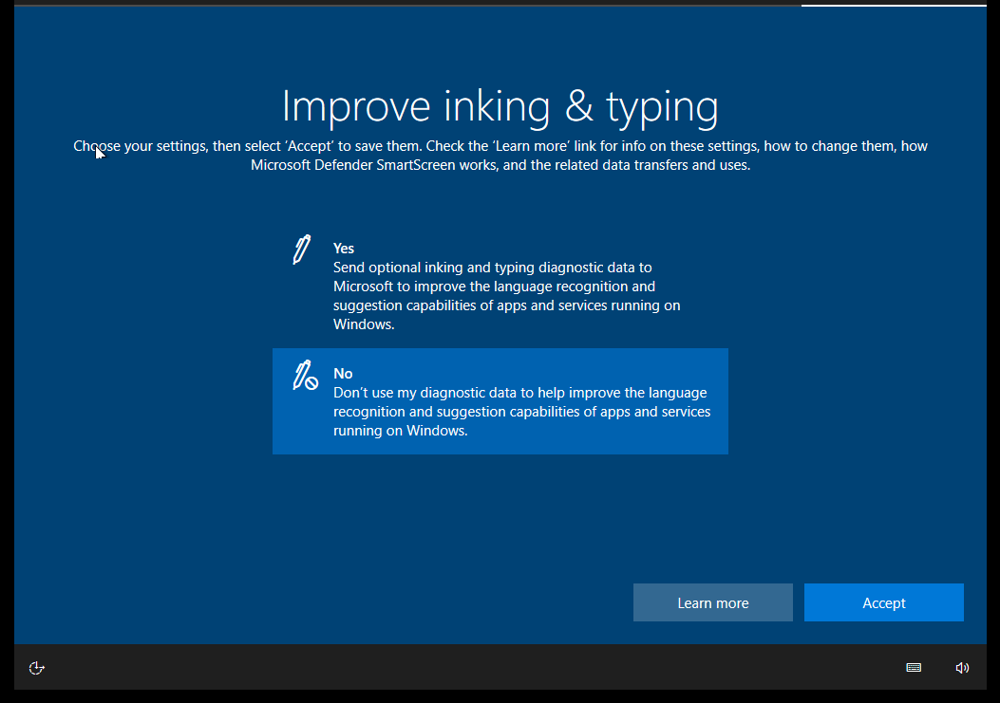 Improve inking & typing
Choose your settings, then select ‘Accept’ to save them. Check the ‘Learn more’ link for info on these settings, how to change them, how
Microsoft Defender SmartScreen works, and the related data transfers and uses.
Yes
Send optional inking and typing diagnostic data to
Microsoft to improve the language recognition and
suggestion capabilities of apps and services running on
Windows.
No
Don’t use my diagnostic data to help improve the language
recognition and suggestion capabilities of apps and services
running on Windows.
Learn more
Accept